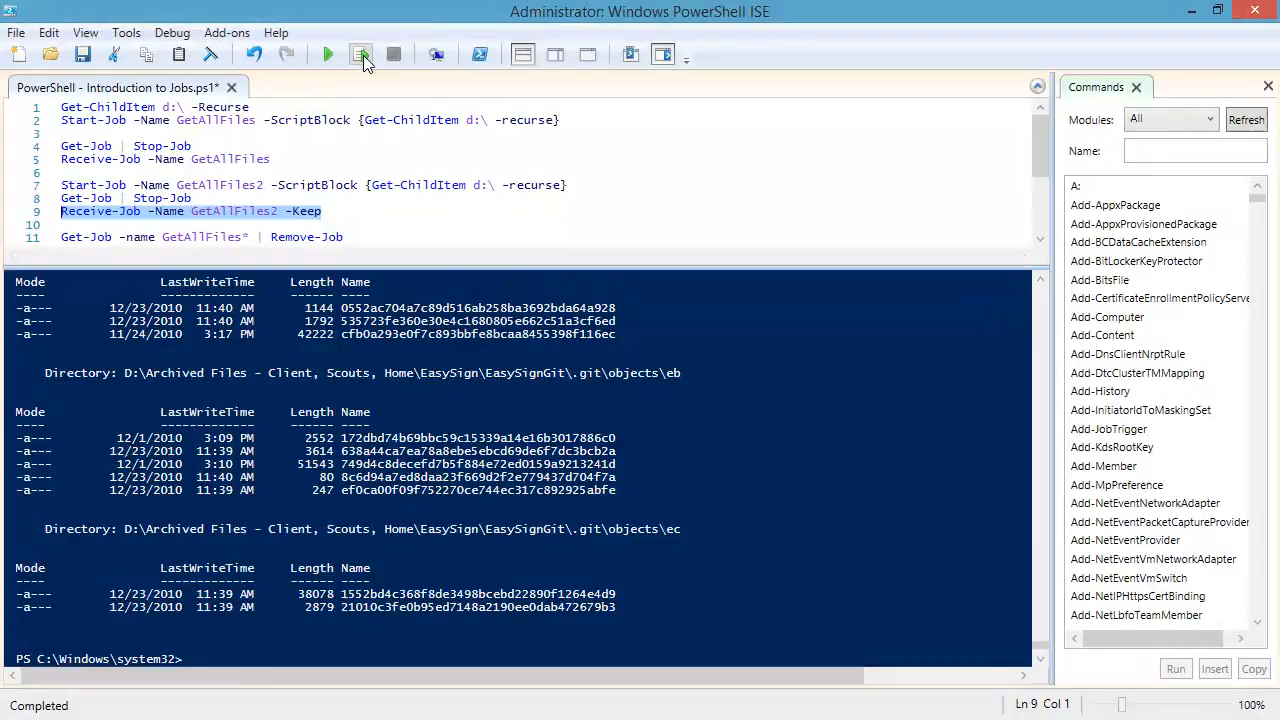 Administrator: Windows PowerShell ISE
File Edit View Tools Debug Add-ons Help
PowerShell - Introduction to Jobs.ps1*
1 Get-ChildItem d:\ -Recurse
2 Start-Job -Name GetAllFiles -ScriptBlock {Get-ChildItem d:\ -recurse}
3
4 Get-Job | Stop-Job
5 Receive-Job -Name GetAllFiles
6
7 Start-Job -Name GetAllFiles2 -ScriptBlock {Get-ChildItem d:\ -recurse}
8 Get-Job | Stop-Job
9 Receive-Job -Name GetAllFiles2 -Keep
10
11 Get-Job -name GetAllFiles* | Remove-Job
Mode LastWriteTime Length Name
---- ------------- ------ ----
-a--- 12/23/2010 11:40 AM 1144 0552ac704a7c89d516ab258ba3692bda64a928
-a--- 12/23/2010 11:40 AM 1792 535723fe360e30e4c1680805e662c51a3cf6ed
-a--- 11/24/2010 3:17 PM 42222 cfb0a293e0f7c893bbfe8bcaa8455398f116ec
Directory: D:\Archived Files - Client, Scouts, Home\EasySign\EasySignGit\.git\objects\eb
Mode LastWriteTime Length Name
---- ------------- ------ ----
-a--- 12/1/2010 3:09 PM 2552 172dbd74b69bbc59c15339a14e16b3017886c0
-a--- 12/23/2010 11:39 AM 3614 638a44ca7ea78a8ebe5ebcd69de6f7dc3bcb2a
-a--- 12/1/2010 3:10 PM 51543 749d4c8decefd7b5f884e72ed0159a9213241d
-a--- 12/23/2010 11:40 AM 80 8c6d94a7ed8daa23f669d2f2e779437d704f7a
-a--- 12/23/2010 11:39 AM 247 ef0ca00f09f752270ce744ec317c892925abfe
Directory: D:\Archived Files - Client, Scouts, Home\EasySign\EasySignGit\.git\objects\ec
Mode LastWriteTime Length Name
---- ------------- ------ ----
-a--- 12/23/2010 11:39 AM 38078 1552bd4c368f8de3498bcebd22890f1264e4d9
-a--- 12/23/2010 11:39 AM 2879 21010c3fe0b95ed7148a2190ee0dab472679b3
PS C:\Windows\system32>
Commands
Modules: All Refresh
Name:
A:
Add-AppxPackage
Add-AppxProvisionedPackage
Add-BCDataCacheExtension
Add-BitLockerKeyProtector
Add-BitsFile
Add-CertificateEnrollmentPolicyServe
Add-Computer
Add-Content
Add-DnsClientNrptRule
Add-DtcClusterTMMapping
Add-History
Add-InitiatorIdToMaskingSet
Add-JobTrigger
Add-KdsRootKey
Add-Member
Add-MpPreference
Add-NetEventNetworkAdapter
Add-NetEventPacketCaptureProvider
Add-NetEventProvider
Add-NetEventVmNetworkAdapter
Add-NetEventVmSwitch
Add-NetIPHttpsCertBinding
Add-NetLbfoTeamMember
Run Insert Copy
Completed
Ln 9 Col 1
100%